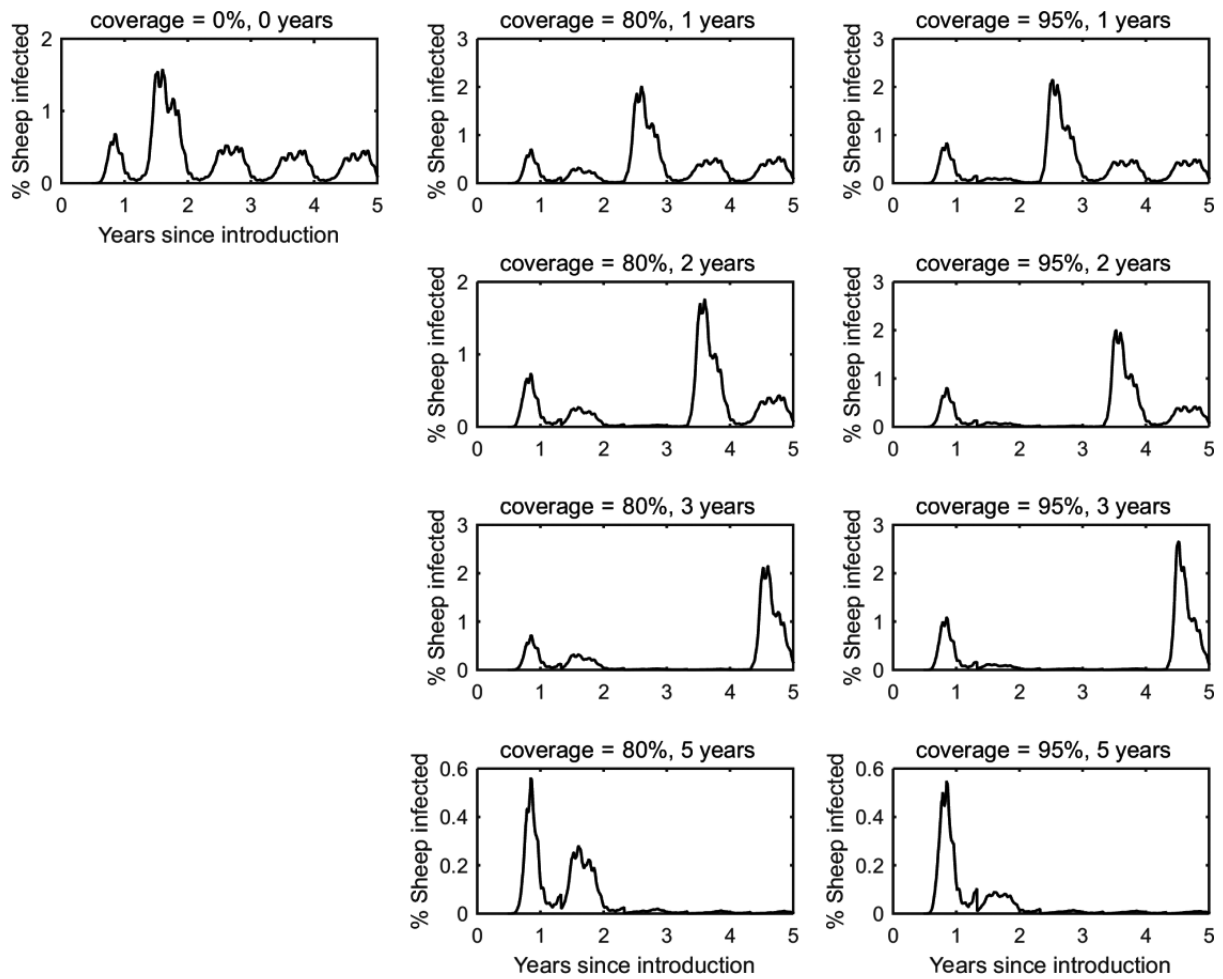 coverage = 0%, 0 years
% Sheep infected
2
1
0
0 1 2 3 4 5
Years since introduction
coverage = 80%, 1 years
% Sheep infected
3
2
1
0
0 1 2 3 4 5
coverage = 95%, 1 years
% Sheep infected
3
2
1
0
0 1 2 3 4 5
coverage = 80%, 2 years
% Sheep infected
2
1
0
0 1 2 3 4 5
coverage = 95%, 2 years
% Sheep infected
3
2
1
0
0 1 2 3 4 5
coverage = 80%, 3 years
% Sheep infected
3
2
1
0
0 1 2 3 4 5
coverage = 95%, 3 years
% Sheep infected
3
2
1
0
0 1 2 3 4 5
coverage = 80%, 5 years
% Sheep infected
0.6
0.4
0.2
0
0 1 2 3 4 5
Years since introduction
coverage = 95%, 5 years
% Sheep infected
0.6
0.4
0.2
0
0 1 2 3 4 5
Years since introduction